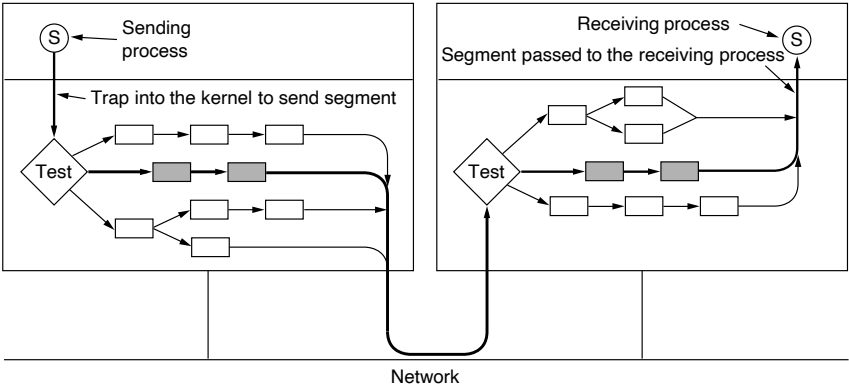 S
Sending
process
Trap into the kernel to send segment
Test
Receiving process
S
Segment passed to the receiving process
Test
Network